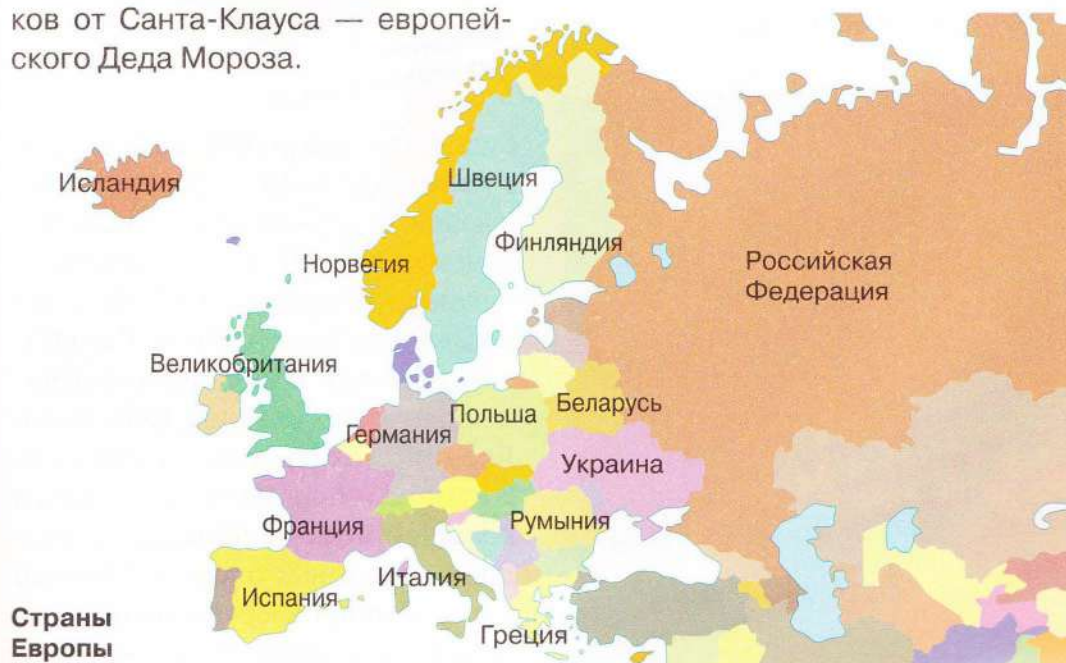 ков от Санта-Клауса — европей-
ского Деда Мороза.
Исландия
Швеция
Финляндия
Норвегия
Российская
Федерация
Великобритания
Польша
Беларусь
Германия
Украина
Франция
Румыния
Италия
Испания
Греция
Страны
Европы